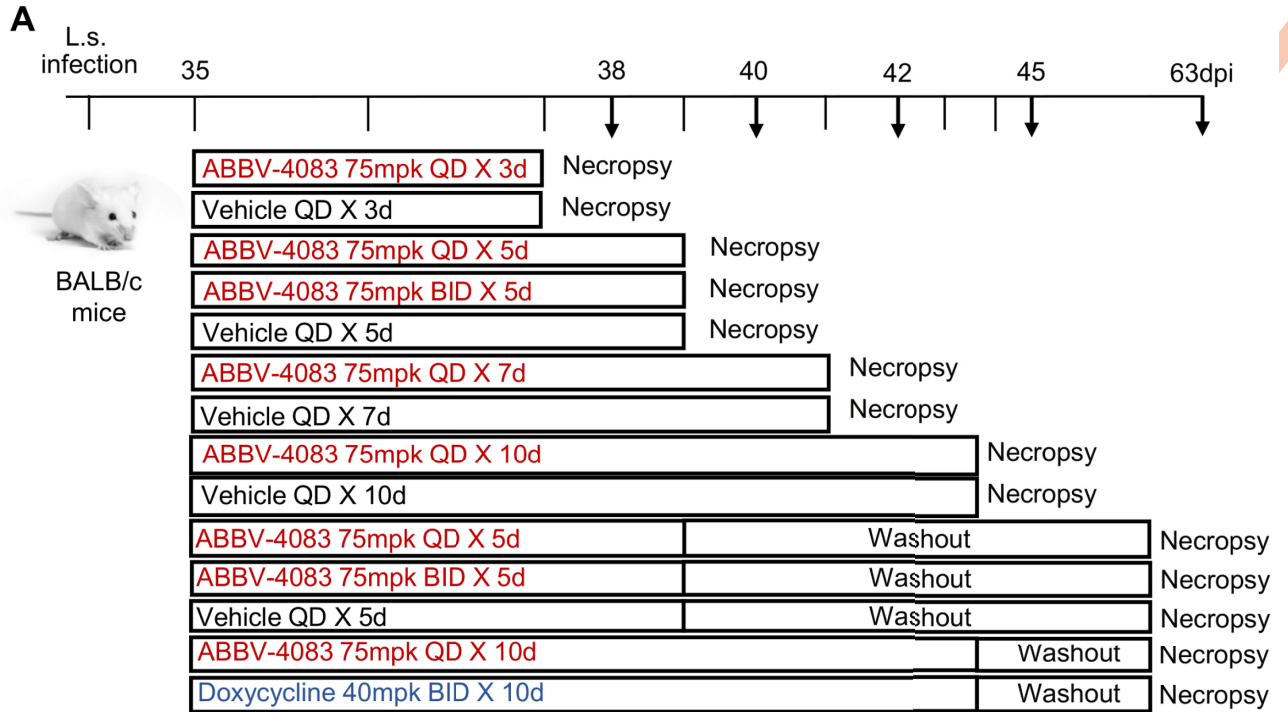 A
L.s.
infection
35
38
40
42
45
63dpi
ABBV-4083 75mpk QD X 3d
Necropsy
Vehicle QD X 3d
Necropsy
ABBV-4083 75mpk QD X 5d
Necropsy
BALB/c
mice
ABBV-4083 75mpk BID X 5d
Necropsy
Vehicle QD X 5d
Necropsy
ABBV-4083 75mpk QD X 7d
Necropsy
Vehicle QD X 7d
Necropsy
ABBV-4083 75mpk QD X 10d
Necropsy
Vehicle QD X 10d
Necropsy
ABBV-4083 75mpk QD X 5d
Washout
Necropsy
ABBV-4083 75mpk BID X 5d
Washout
Necropsy
Vehicle QD X 5d
Washout
Necropsy
ABBV-4083 75mpk QD X 10d
Washout
Necropsy
Doxycycline 40mpk BID X 10d
Washout
Necropsy